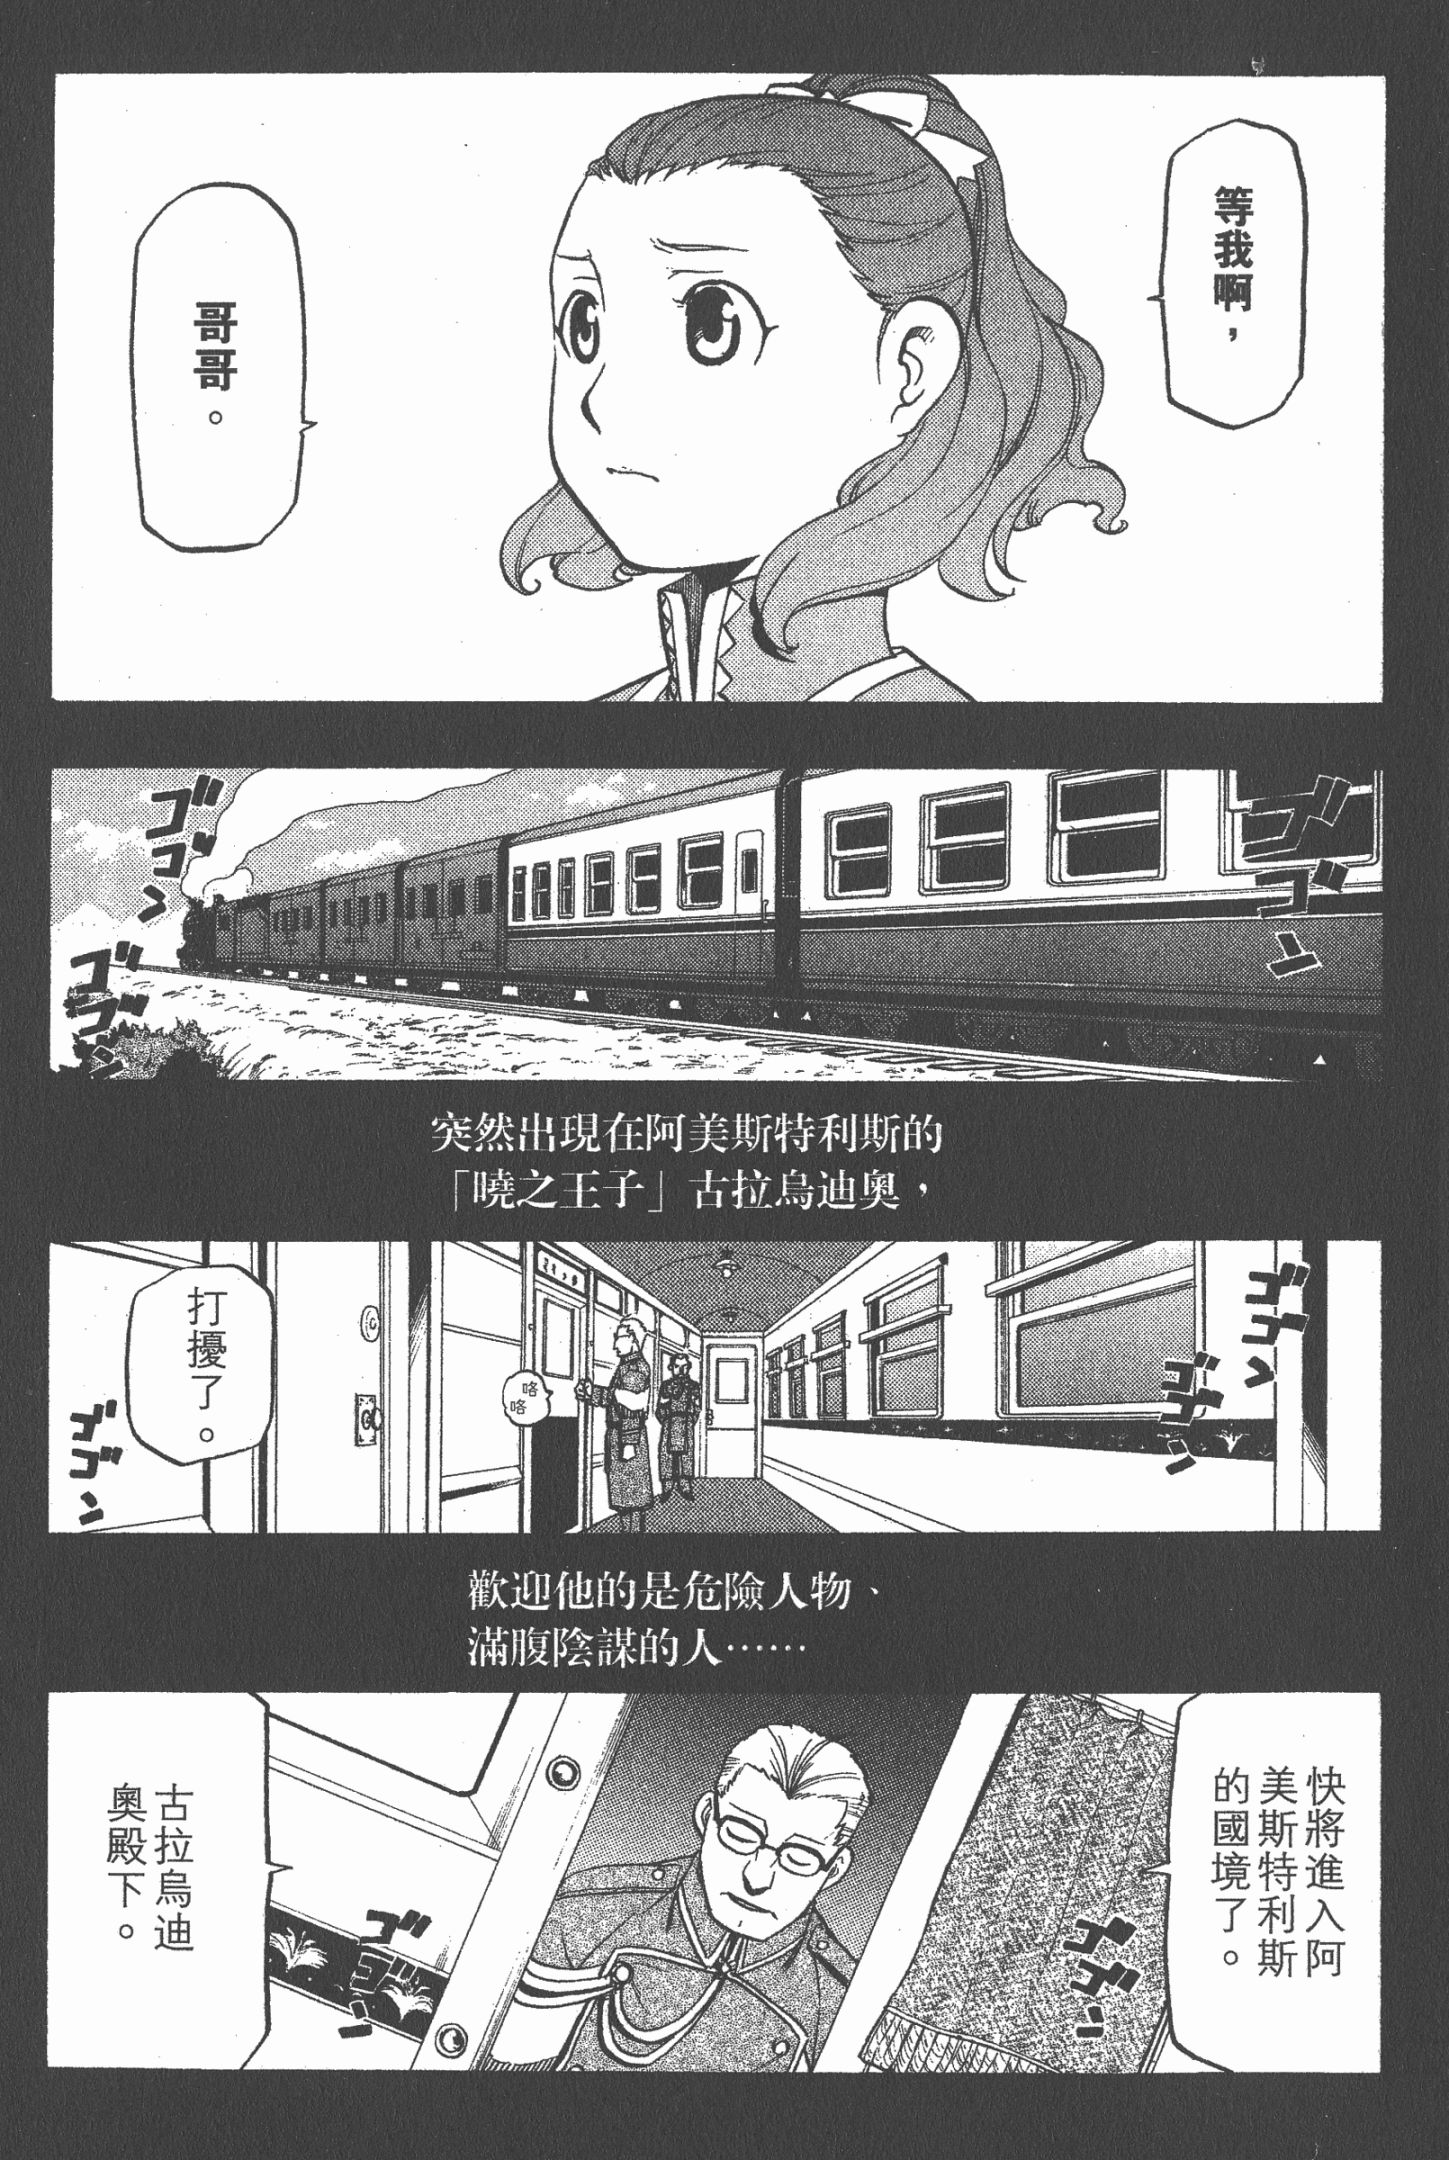 等我啊，
哥哥。
ゴゴン
ゴゴン
ゴゴン
突然出現在阿美斯特利斯的
「曉之王子」古拉烏迪奧，
ゴゴン
ゴゴン
咯
咯
打擾了。
ゴゴン
歡迎他的是危險人物、
滿腹陰謀的人⋯⋯
快將進入阿
美斯特利斯
的國境了。
ゴゴン
ゴゴン
古拉烏迪
奧殿下。